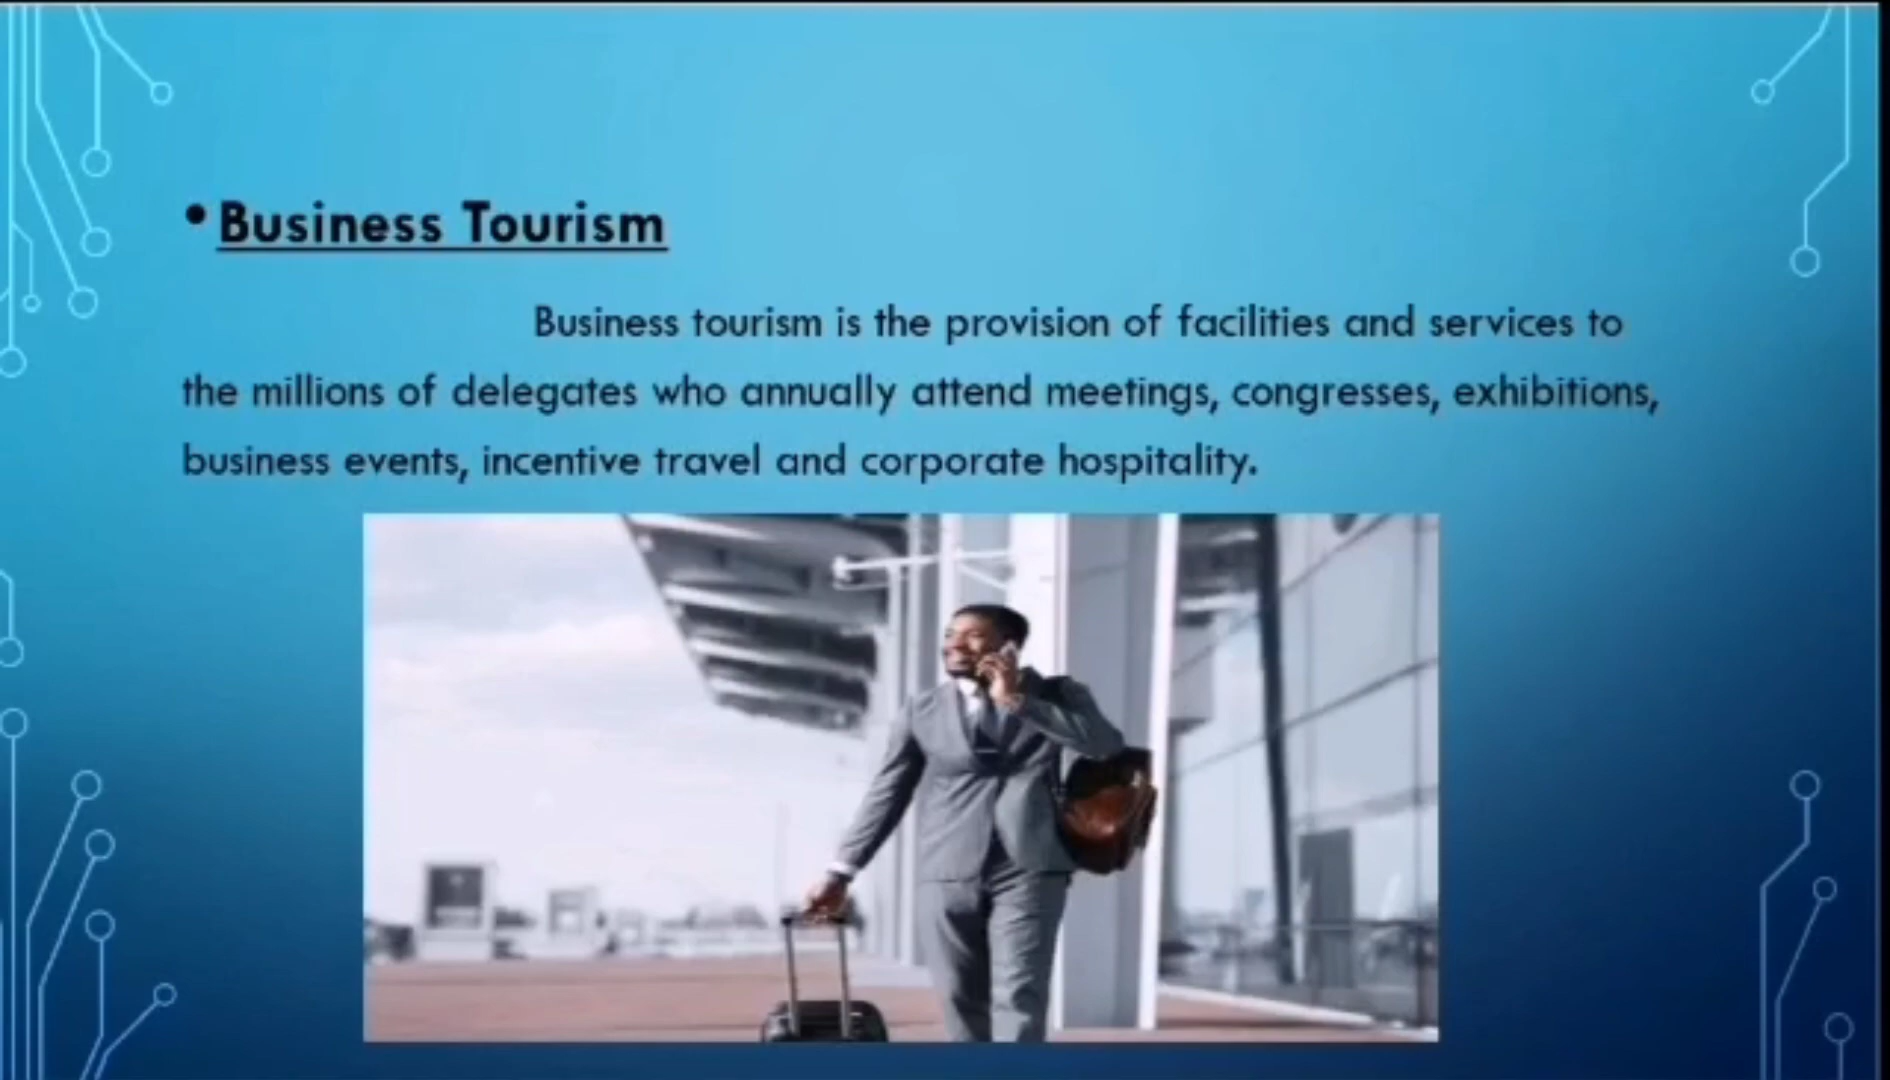 • Business Tourism
Business tourism is the provision of facilities and services to
the millions of delegates who annually attend meetings, congresses, exhibitions,
business events, incentive travel and corporate hospitality.